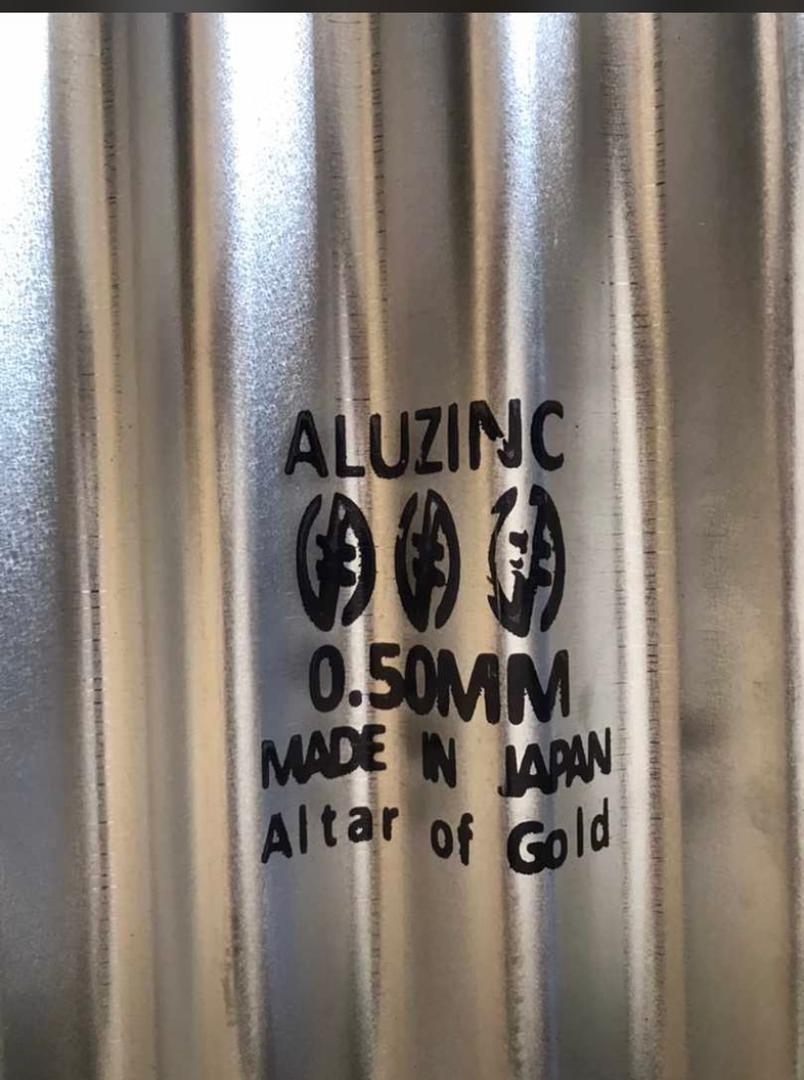 ALUZINC
0.50MM
MADE IN JAPAN
Altar of Gold